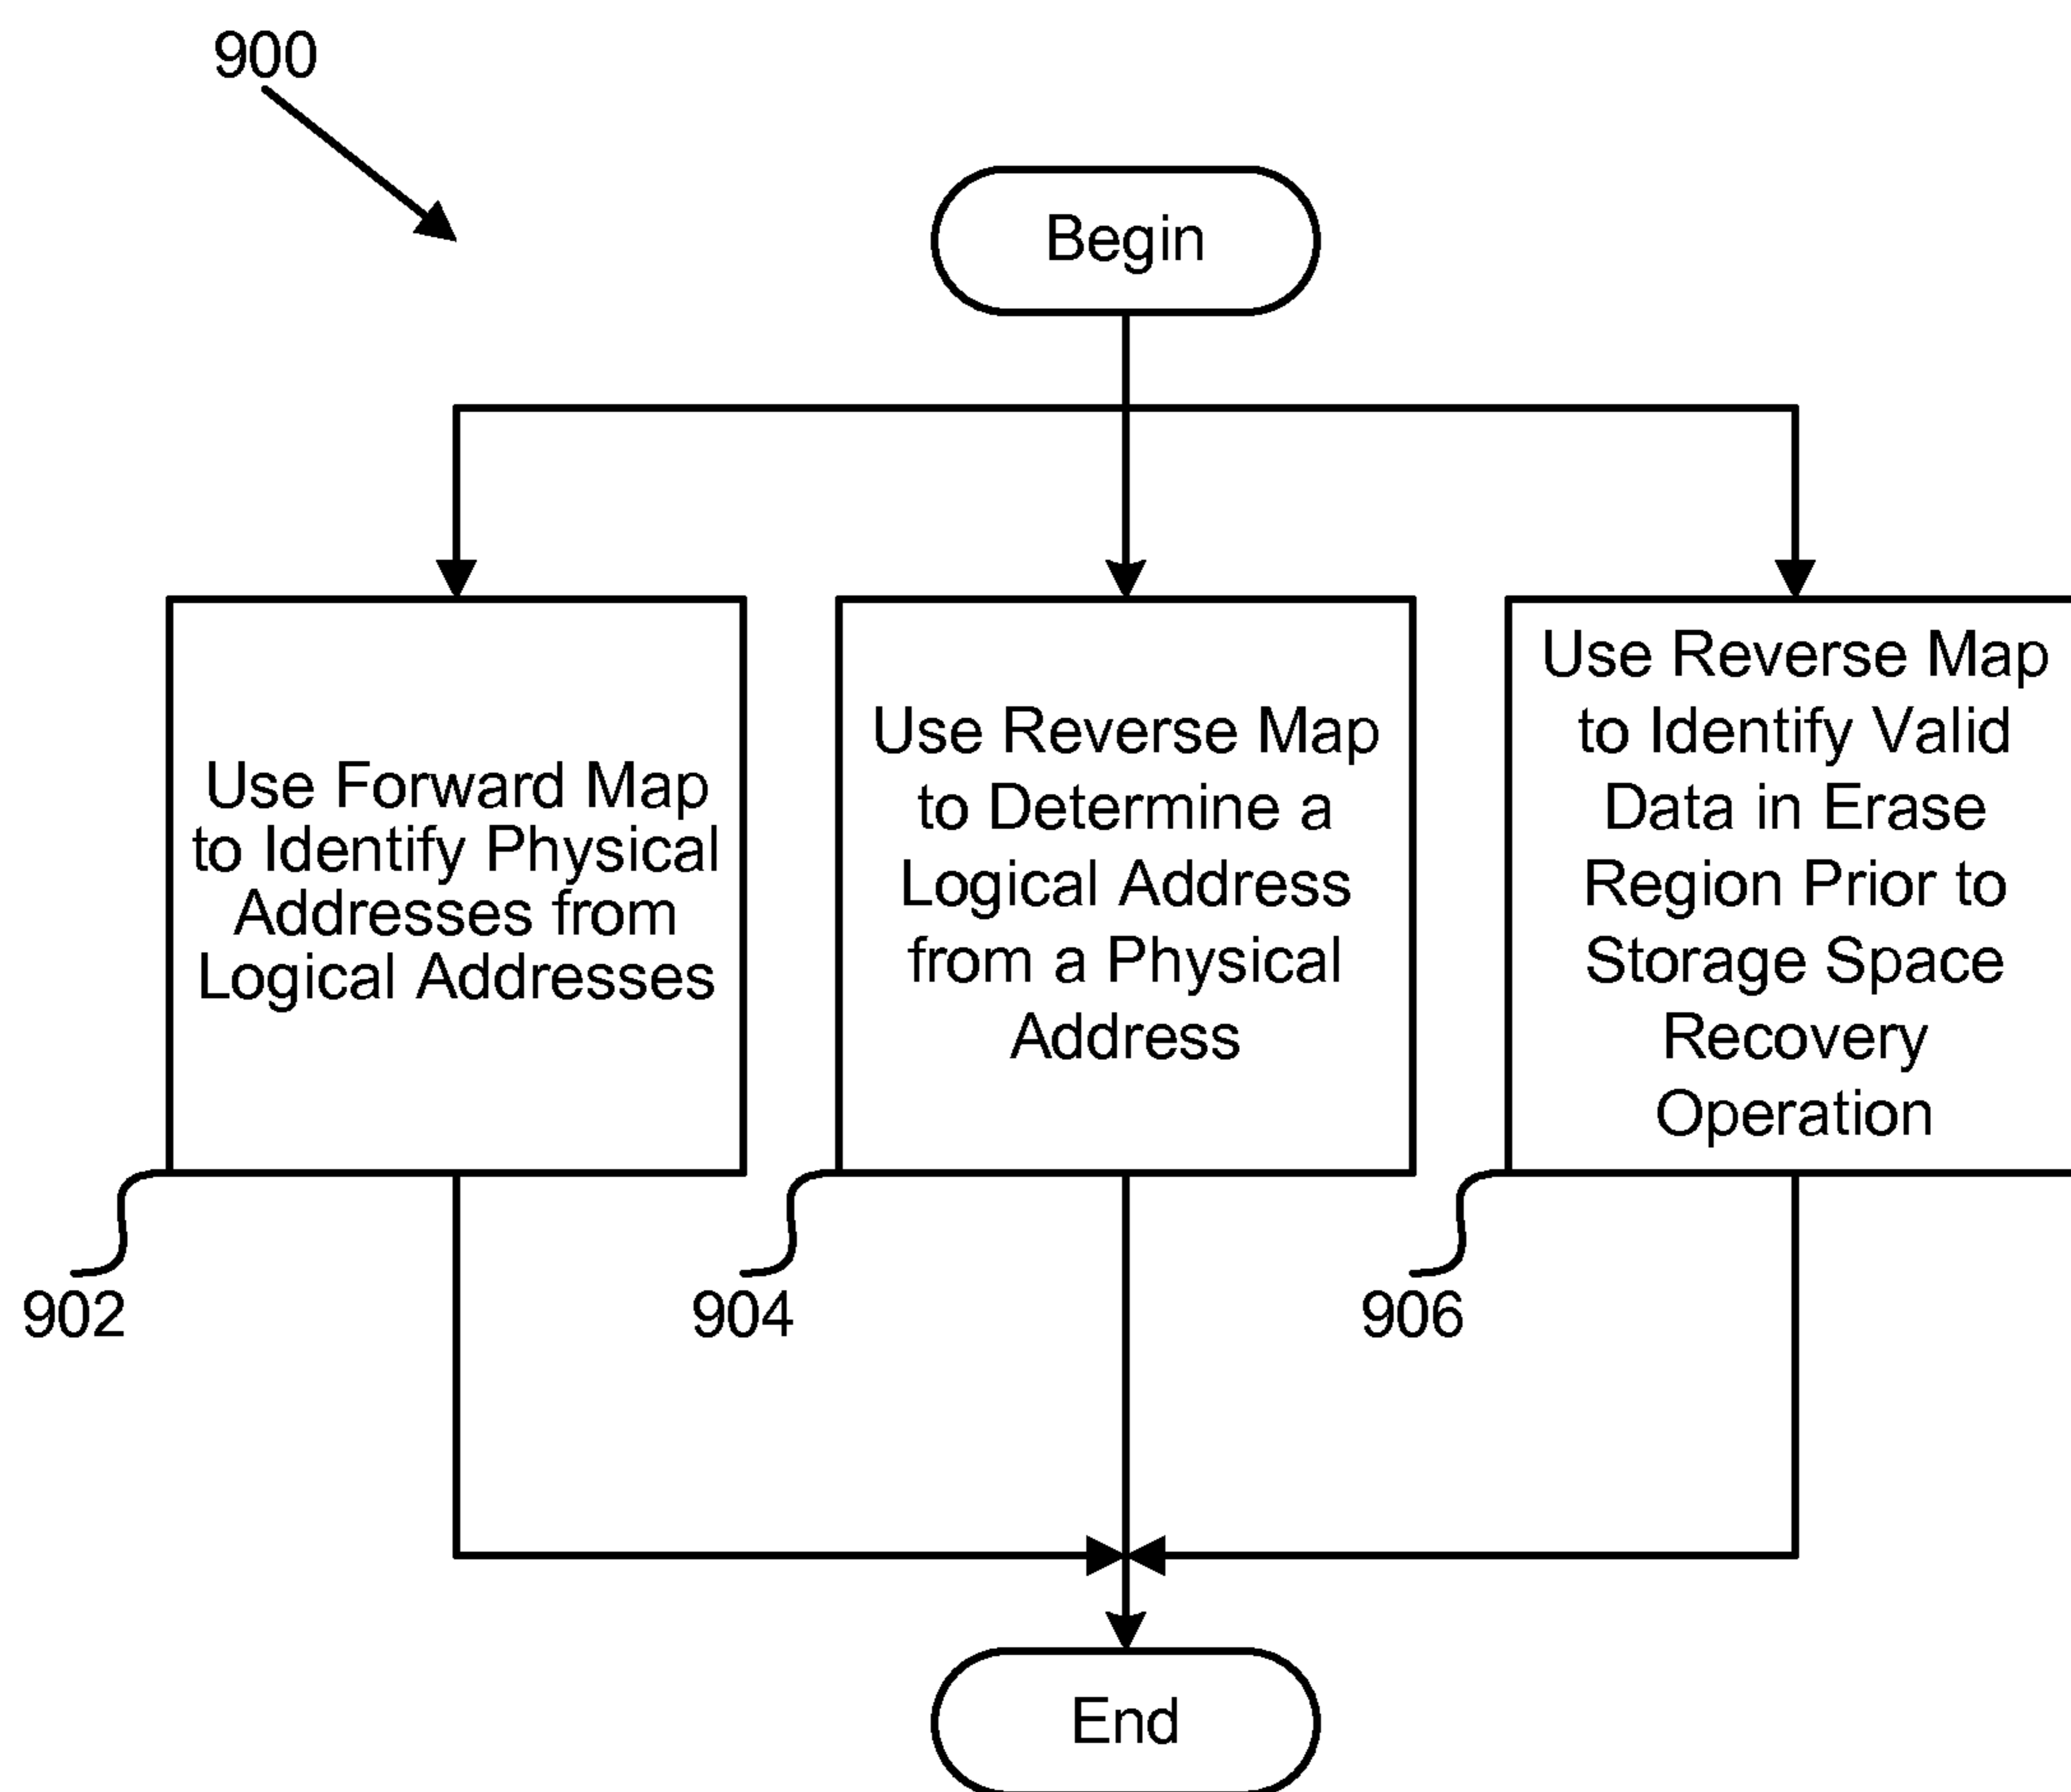 900
Begin
Use Forward Map
to Identify Physical
Addresses from
Logical Addresses
Use Reverse Map
to Determine a
Logical Address
from a Physical
Address
Use Reverse Map
to Identify Valid
Data in Erase
Region Prior to
Storage Space
Recovery
Operation
902
904
906
End